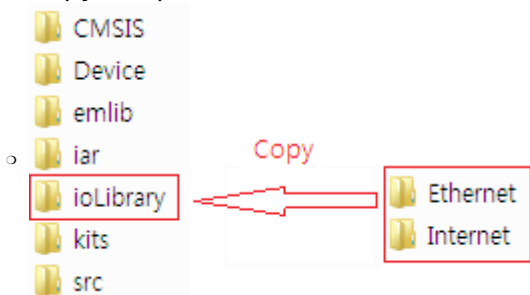 CMSIS
Device
emlib
iar
ioLibrary
kits
src
Copy
Ethernet
Internet